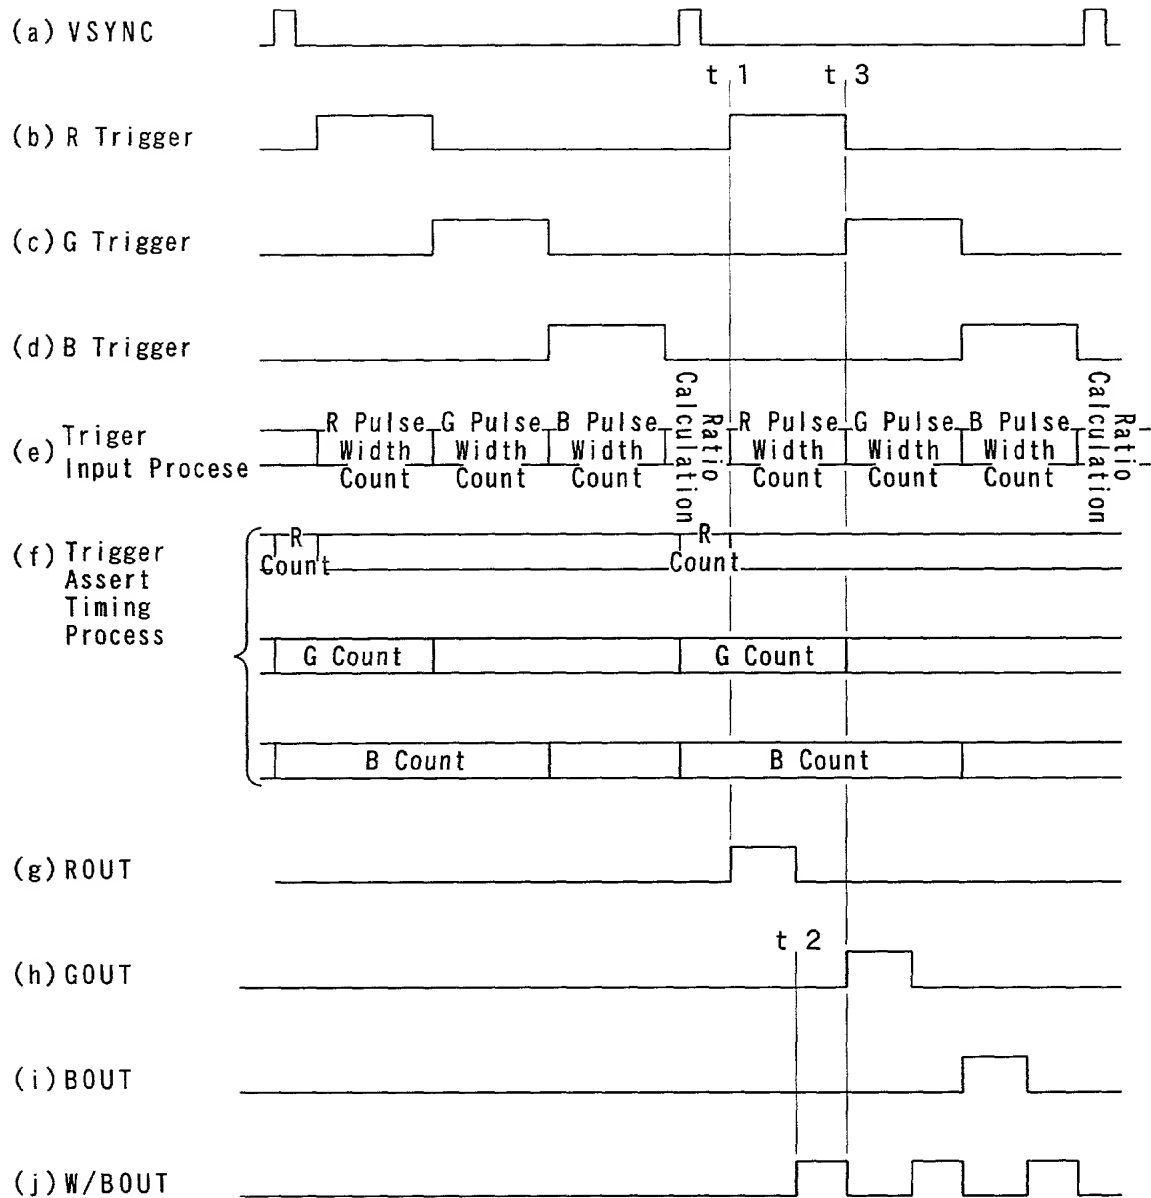 (a) VSYNC
t 1
t 3
(b) R Trigger
(c) G Trigger
(d) B Trigger
(e) Triger
Input Procese
R Pulse
Width
Count
G Pulse
Width
Count
B Pulse
Width
Count
Ratio
Calculation
R Pulse
Width
Count
G Pulse
Width
Count
B Pulse
Width
Count
Ratio
Calculation
(f) Trigger
Assert
Timing
Process
R
Count
R
Count
G Count
G Count
B Count
B Count
(g) ROUT
t 2
(h) GOUT
(i) BOUT
(j) W/BOUT